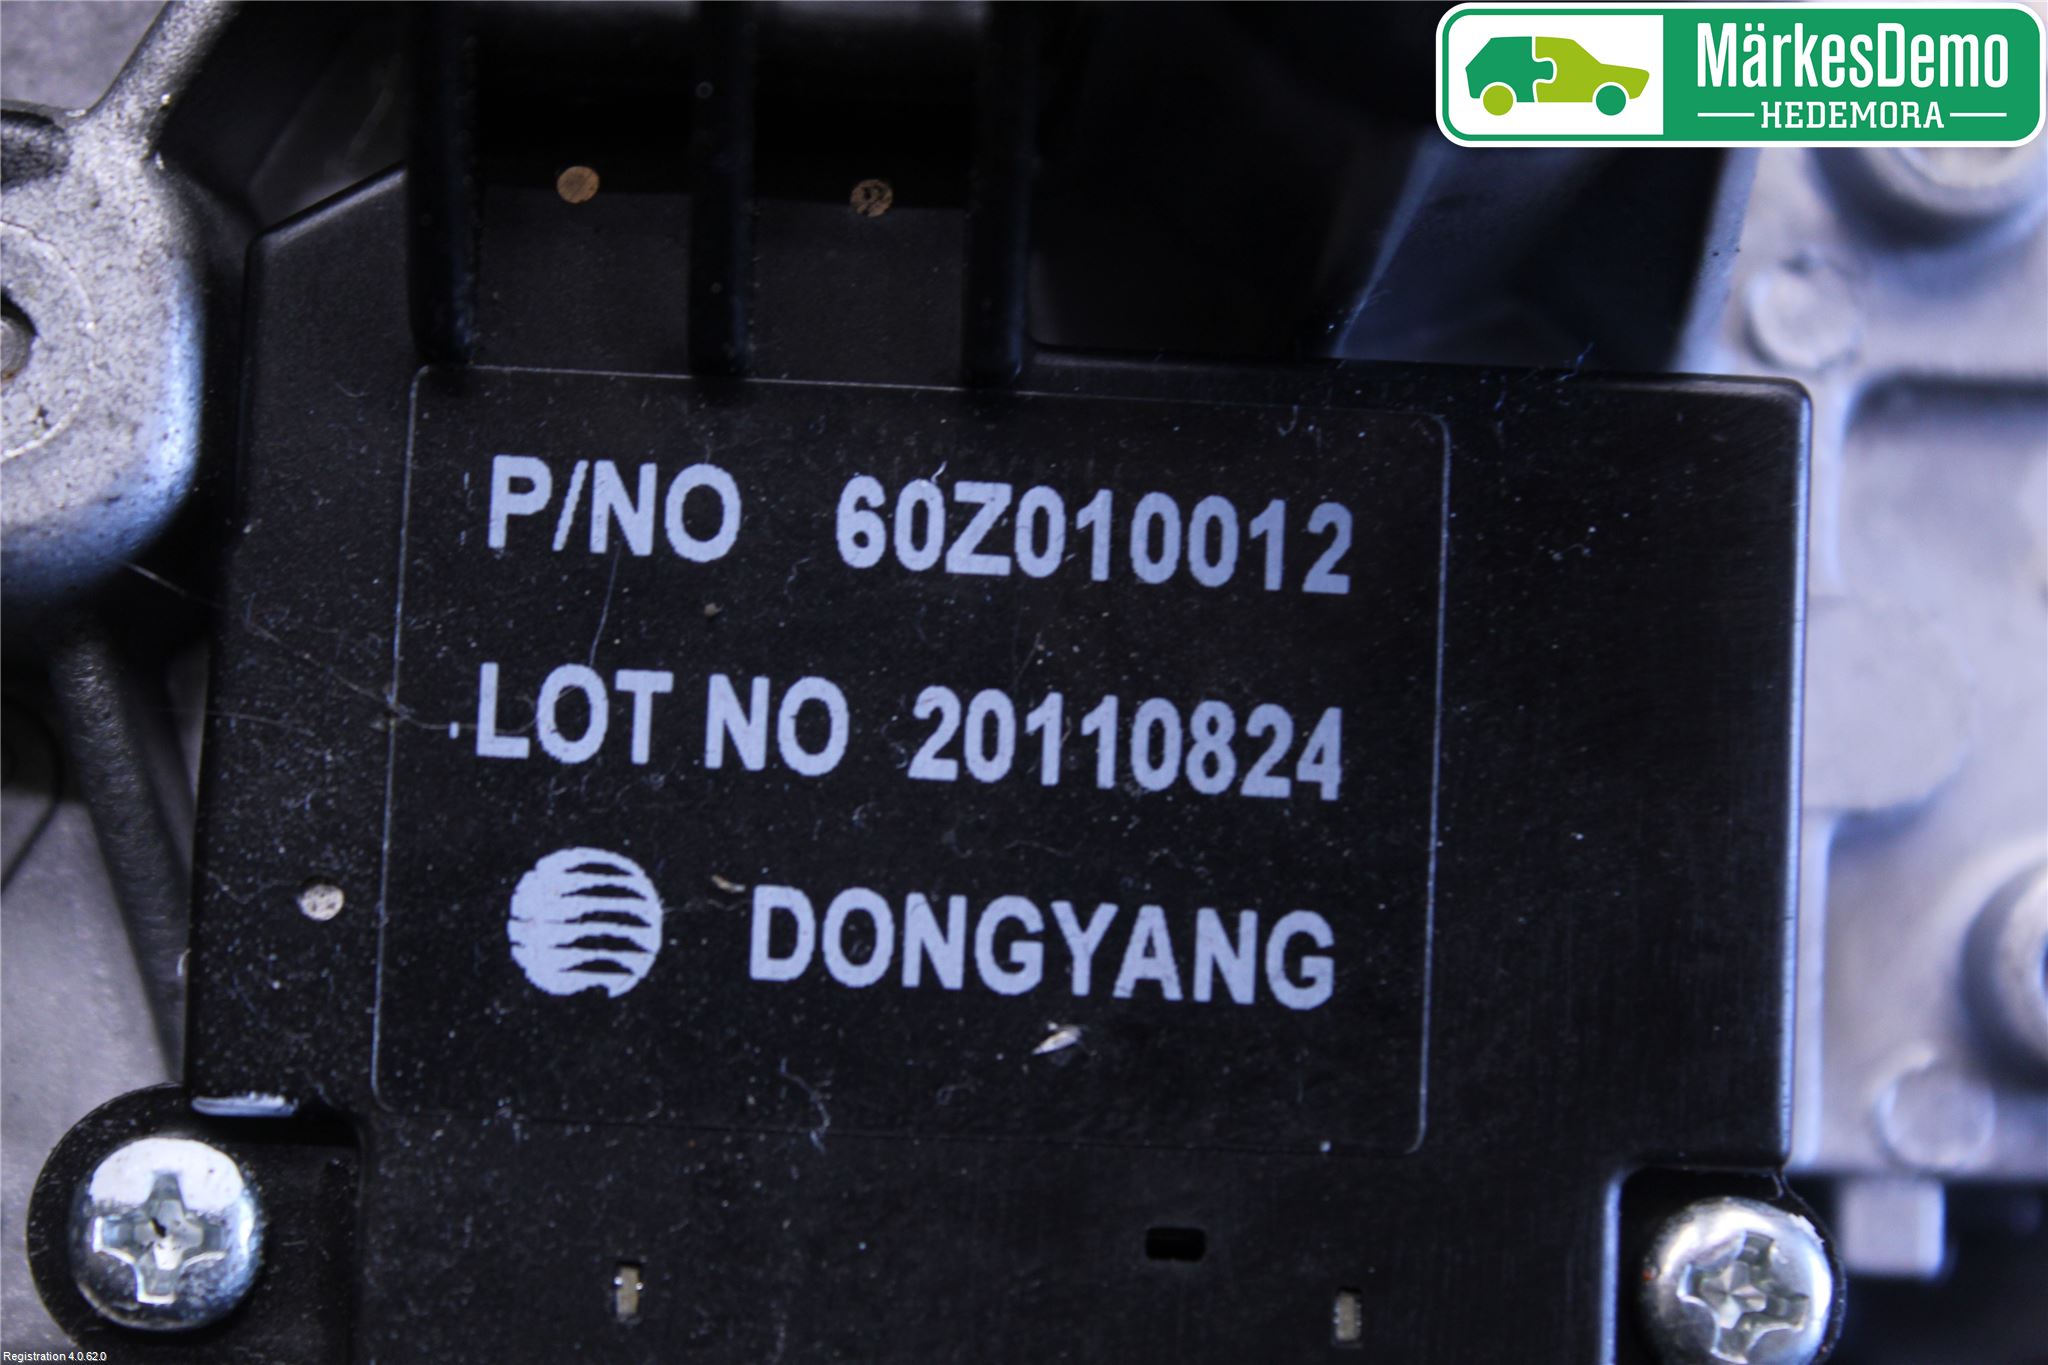 MärkesDemo
HEDEMORA
P/NO 60Z010012
LOT NO 20110824
DONGYANG
Registration 4.0.62.0